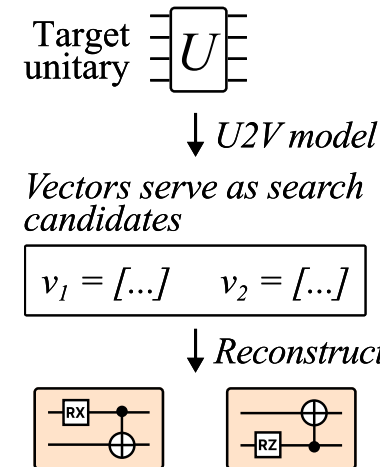 Target
unitary
U
U2V model
Vectors serve as search
candidates
v₁ = [...] v₂ = [...]
Reconstruct
RX
RZ